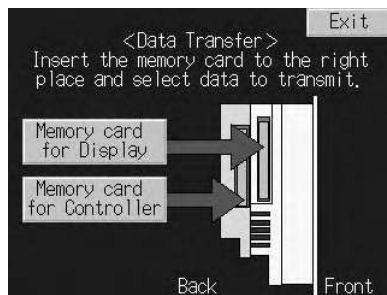 Exit
<Data Transfer>
Insert the memory card to the right
place and select data to transmit.
Memory card
for Display
Memory card
for Controller
Back
Front